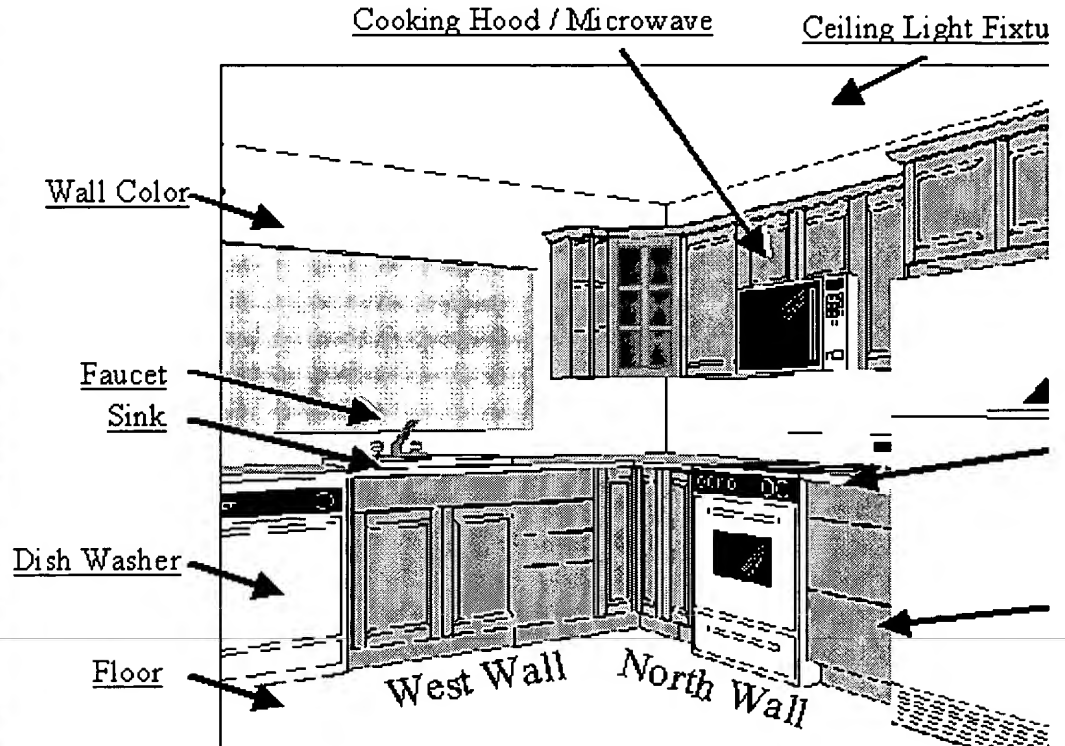 Cooking Hood / Microwave
Ceiling Light Fixtu
Wall Color
Faucet
Sink
Dish Washer
Floor
West Wall
North Wall